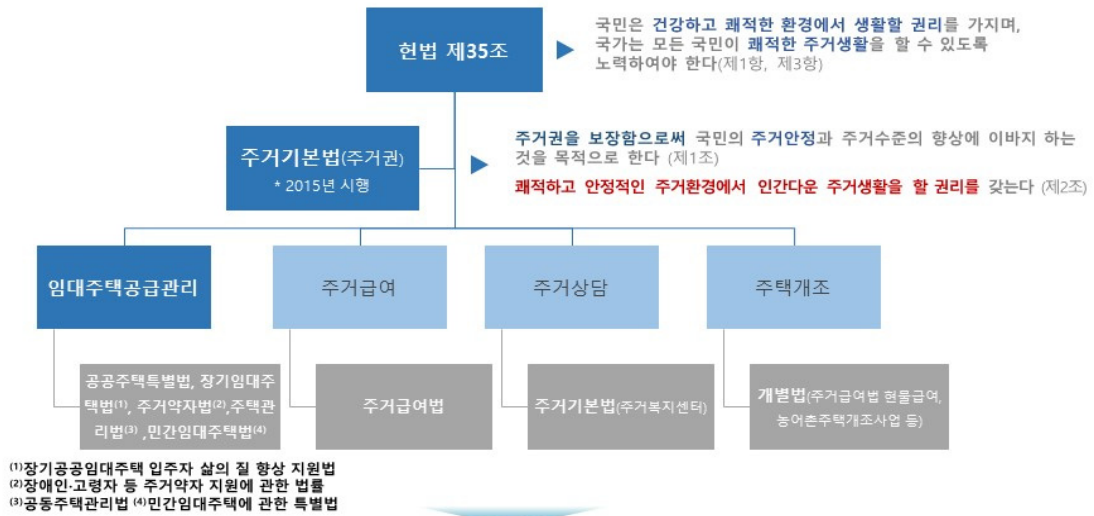 헌법 제35조
국민은 건강하고 쾌적한 환경에서 생활할 권리를 가지며,
국가는 모든 국민이 쾌적한 주거생활을 할 수 있도록
노력하여야 한다(제1항, 제3항)
주거기본법(주거권)
* 2015년 시행
주거권을 보장함으로써 국민의 주거안정과 주거수준의 향상에 이바지 하는
것을 목적으로 한다 (제1조)
쾌적하고 안정적인 주거환경에서 인간다운 주거생활을 할 권리를 갖는다 (제2조)
임대주택공급관리
주거급여
주거상담
주택개조
공공주택특별법, 장기임대주
택법(1), 주거약자법(2),주택관
리법(3) ,민간임대주택법(4)
주거급여법
주거기본법(주거복지센터)
개별법(주거급여법 현물급여,
농어촌주택개조사업 등)
(1)장기공공임대주택 입주자 삶의 질 향상 지원법
(2)장애인·고령자 등 주거약자 지원에 관한 법률
(3)공동주택관리법 (4)민간임대주택에 관한 특별법